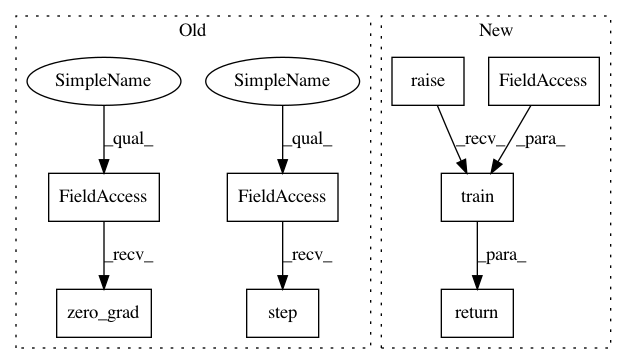 Old
New
SimpleName
SimpleName
raise
FieldAccess
_qual_
_qual_
_recv_
_para_
FieldAccess
FieldAccess
train
_recv_
_recv_
_para_
zero_grad
step
return